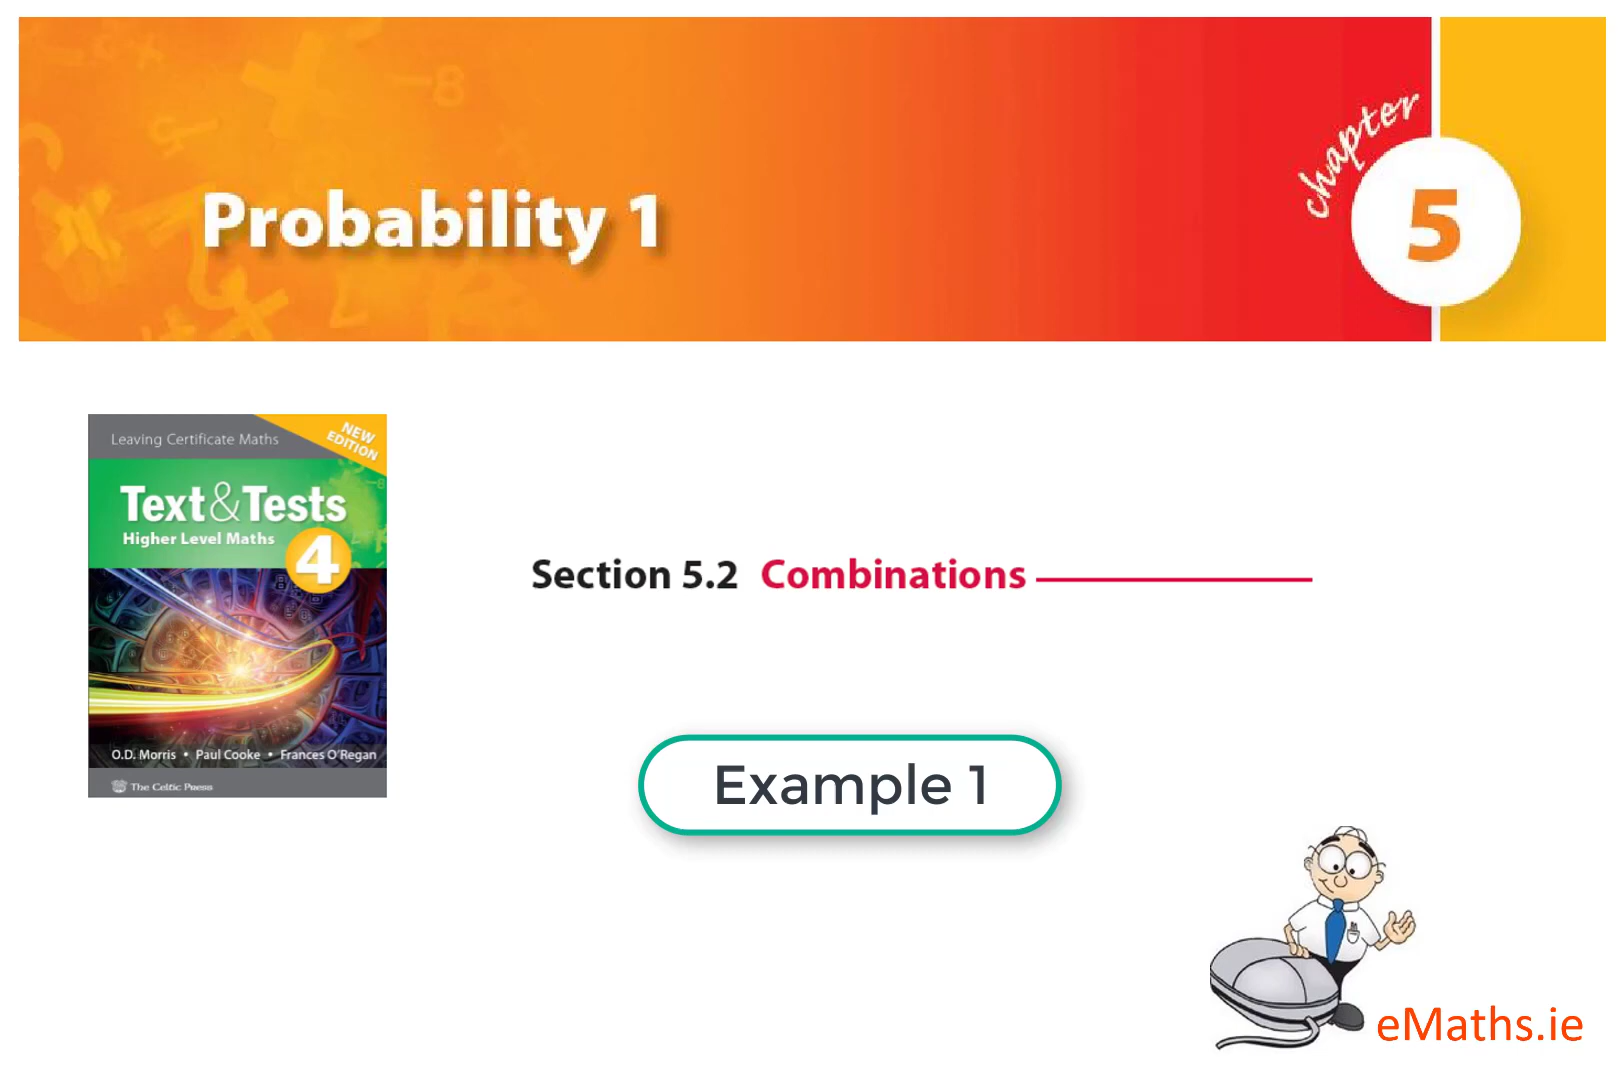 chapter
Probability 1
5
Leaving Certificate Maths
NEW
EDITION
Text & Tests
Higher Level Maths
4
O.D. Morris • Paul Cooke • Frances O'Regan
The Celtic Press
Section 5.2 Combinations
Example 1
eMaths.ie